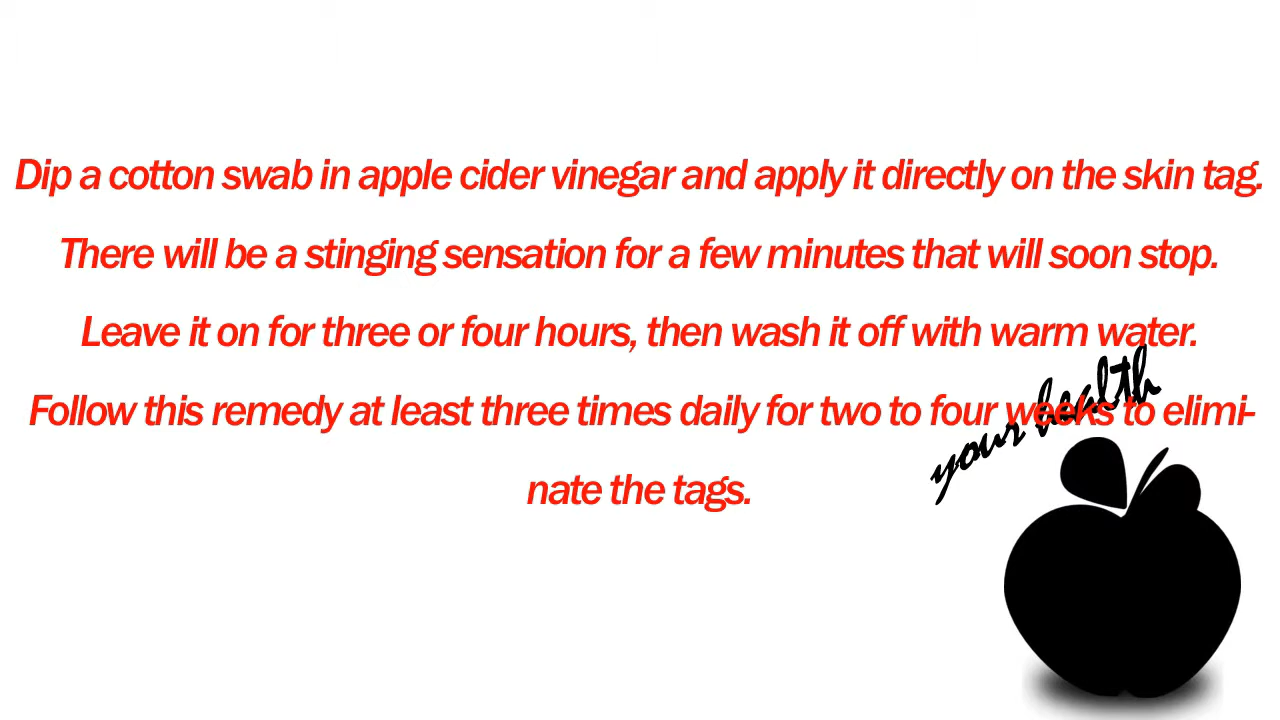 Dip a cotton swab in apple cider vinegar and apply it directly on the skin tag.
There will be a stinging sensation for a few minutes that will soon stop.
Leave it on for three or four hours, then wash it off with warm water.
Follow this remedy at least three times daily for two to four weeks to elimi-
nate the tags.
your health